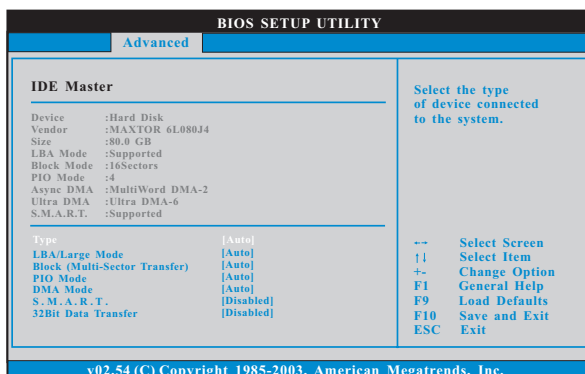 BIOS SETUP UTILITY
Advanced
IDE Master
Device :Hard Disk
Vendor :MAXTOR 6L080J4
Size :80.0 GB
LBA Mode :Supported
Block Mode :16Sectors
PIO Mode :4
Async DMA :MultiWord DMA-2
Ultra DMA :Ultra DMA-6
S.M.A.R.T. :Supported
Type [Auto]
LBA/Large Mode [Auto]
Block (Multi-Sector Transfer) [Auto]
PIO Mode [Auto]
DMA Mode [Auto]
S.M.A.R.T. [Disabled]
32Bit Data Transfer [Disabled]
Select the type
of device connected
to the system.
←→ Select Screen
↑↓ Select Item
+- Change Option
F1 General Help
F9 Load Defaults
F10 Save and Exit
ESC Exit
v02.54 (C) Copyright 1985-2003, American Megatrends, Inc.